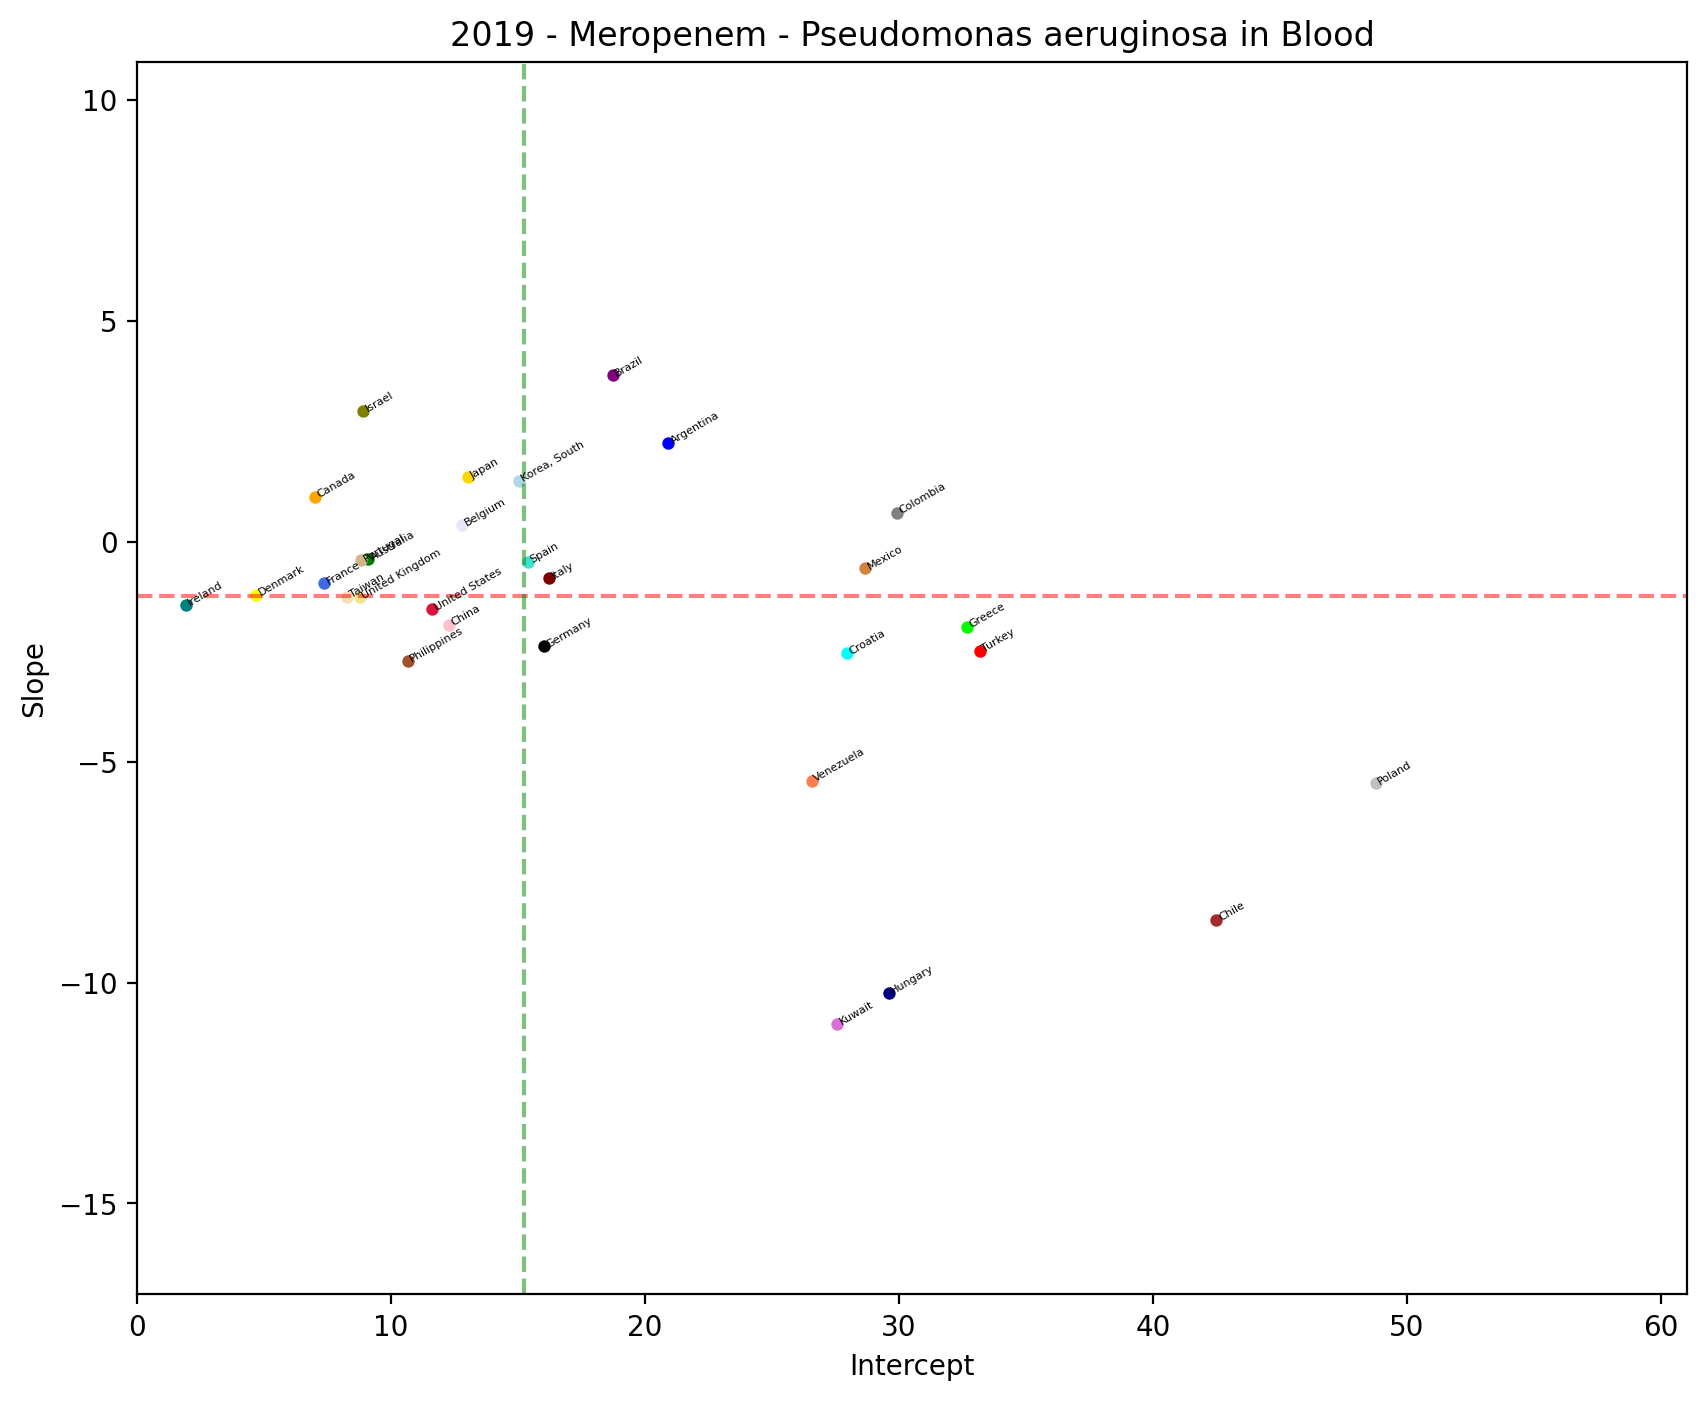 2019 - Meropenem - Pseudomonas aeruginosa in Blood
10
5
0
−5
−10
−15
Slope
Brazil
Israel
Argentina
Japan
Korea, South
Canada
Belgium
Colombia
Portugal
Australia
Spain
Mexico
Italy
France
Denmark
Taiwan
United Kingdom
Ireland
United States
China
Greece
Germany
Turkey
Croatia
Philippines
Venezuela
Poland
Chile
Hungary
Kuwait
0
10
20
30
40
50
60
Intercept